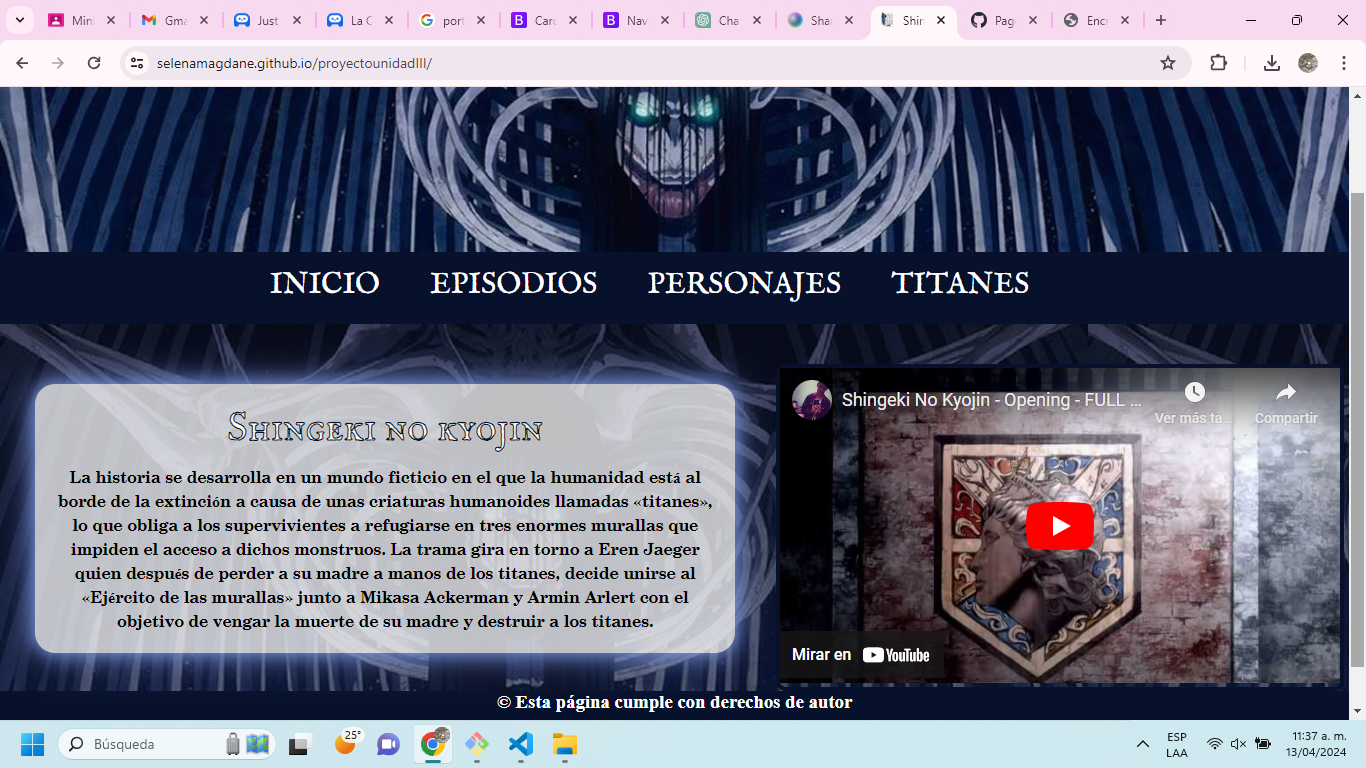 Mina
Gma
Just
La C
port
Card
Nav
Cha
Sha
Shin
Pag
Enc
selenamagdane.github.io/proyectounidadIII/
INICIO EPISODIOS PERSONAJES TITANES
Shingeki no kyojin
La historia se desarrolla en un mundo ficticio en el que la humanidad está al
borde de la extinción a causa de unas criaturas humanoides llamadas «titanes»,
lo que obliga a los supervivientes a refugiarse en tres enormes murallas que
impiden el acceso a dichos monstruos. La trama gira en torno a Eren Jaeger
quien después de perder a su madre a manos de los titanes, decide unirse al
«Ejército de las murallas» junto a Mikasa Ackerman y Armin Arlert con el
objetivo de vengar la muerte de su madre y destruir a los titanes.
Shingeki No Kyojin - Opening - FULL ...
Ver más ta...
Compartir
Mirar en YouTube
© Esta página cumple con derechos de autor
Búsqueda
25°
ESP
LAA
11:37 a. m.
13/04/2024